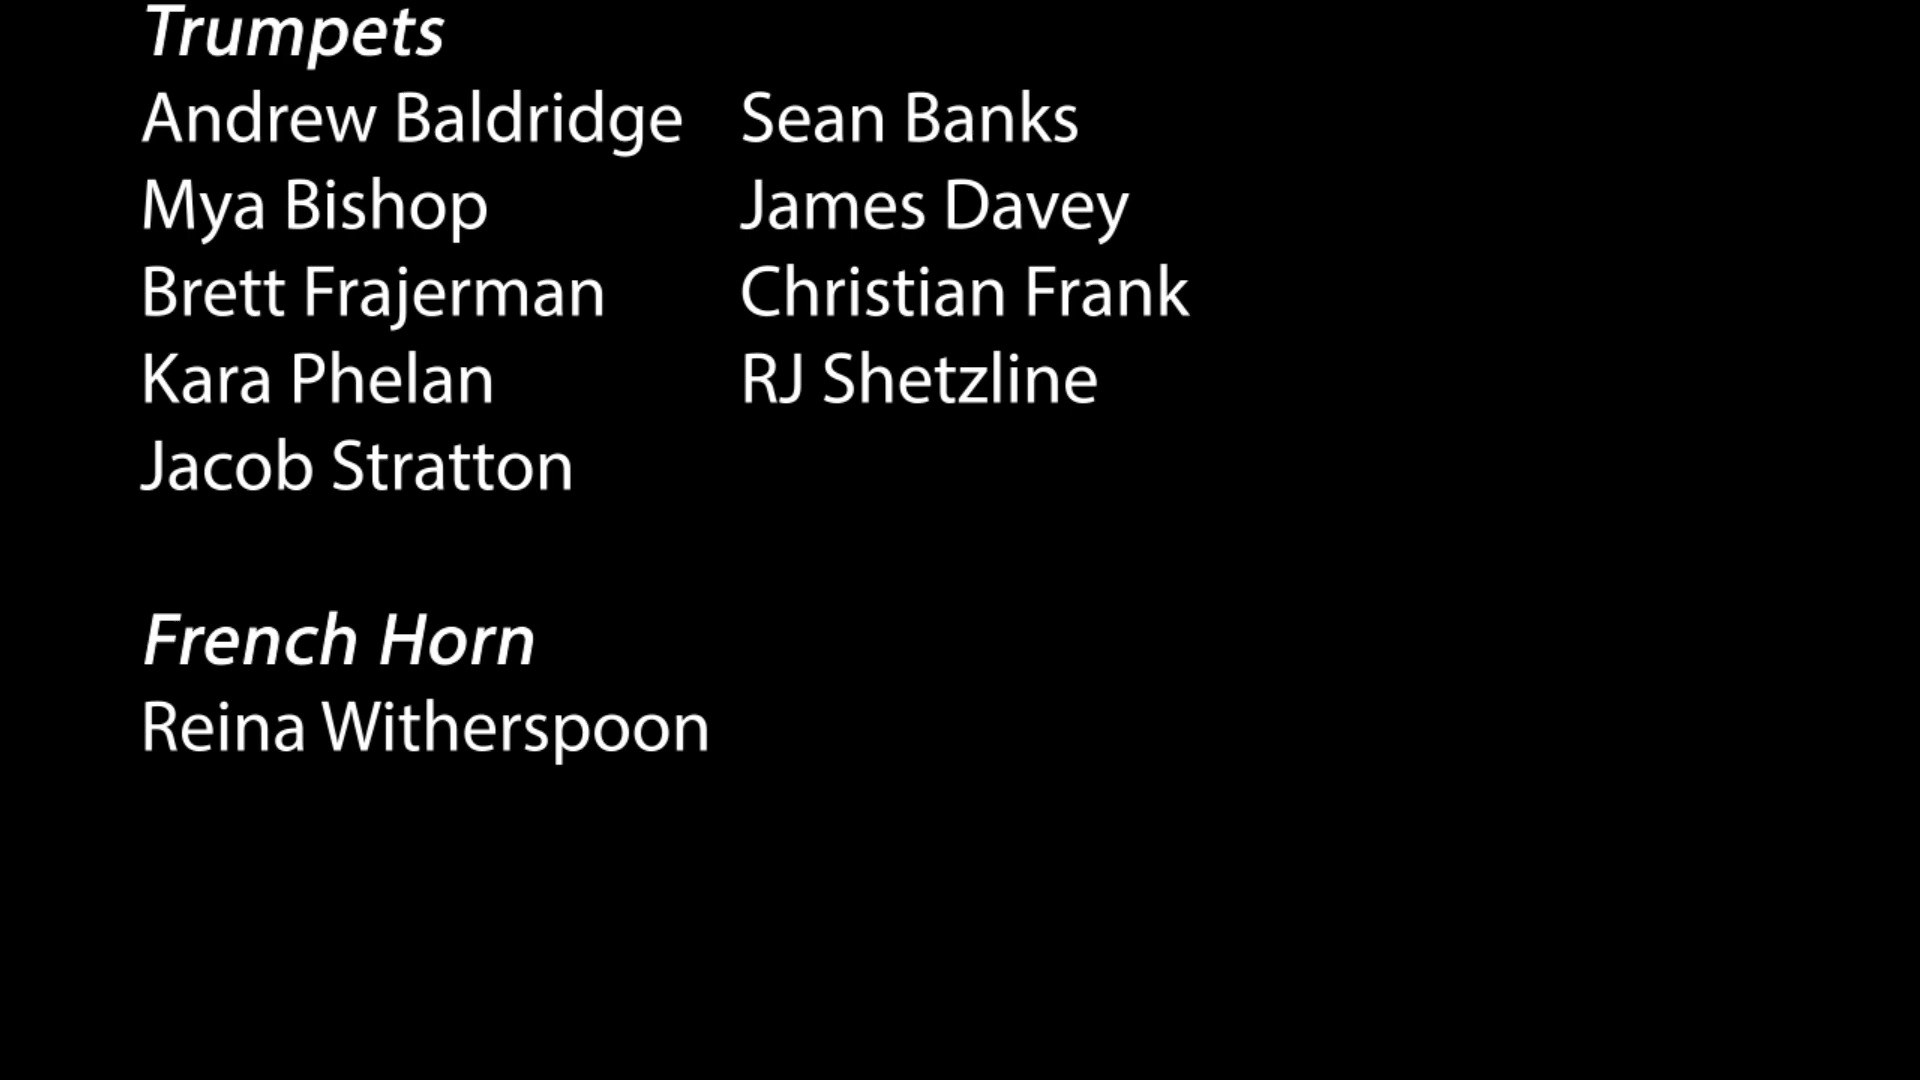 Trumpets
Andrew Baldridge Sean Banks
Mya Bishop James Davey
Brett Frajerman Christian Frank
Kara Phelan RJ Shetzline
Jacob Stratton
French Horn
Reina Witherspoon